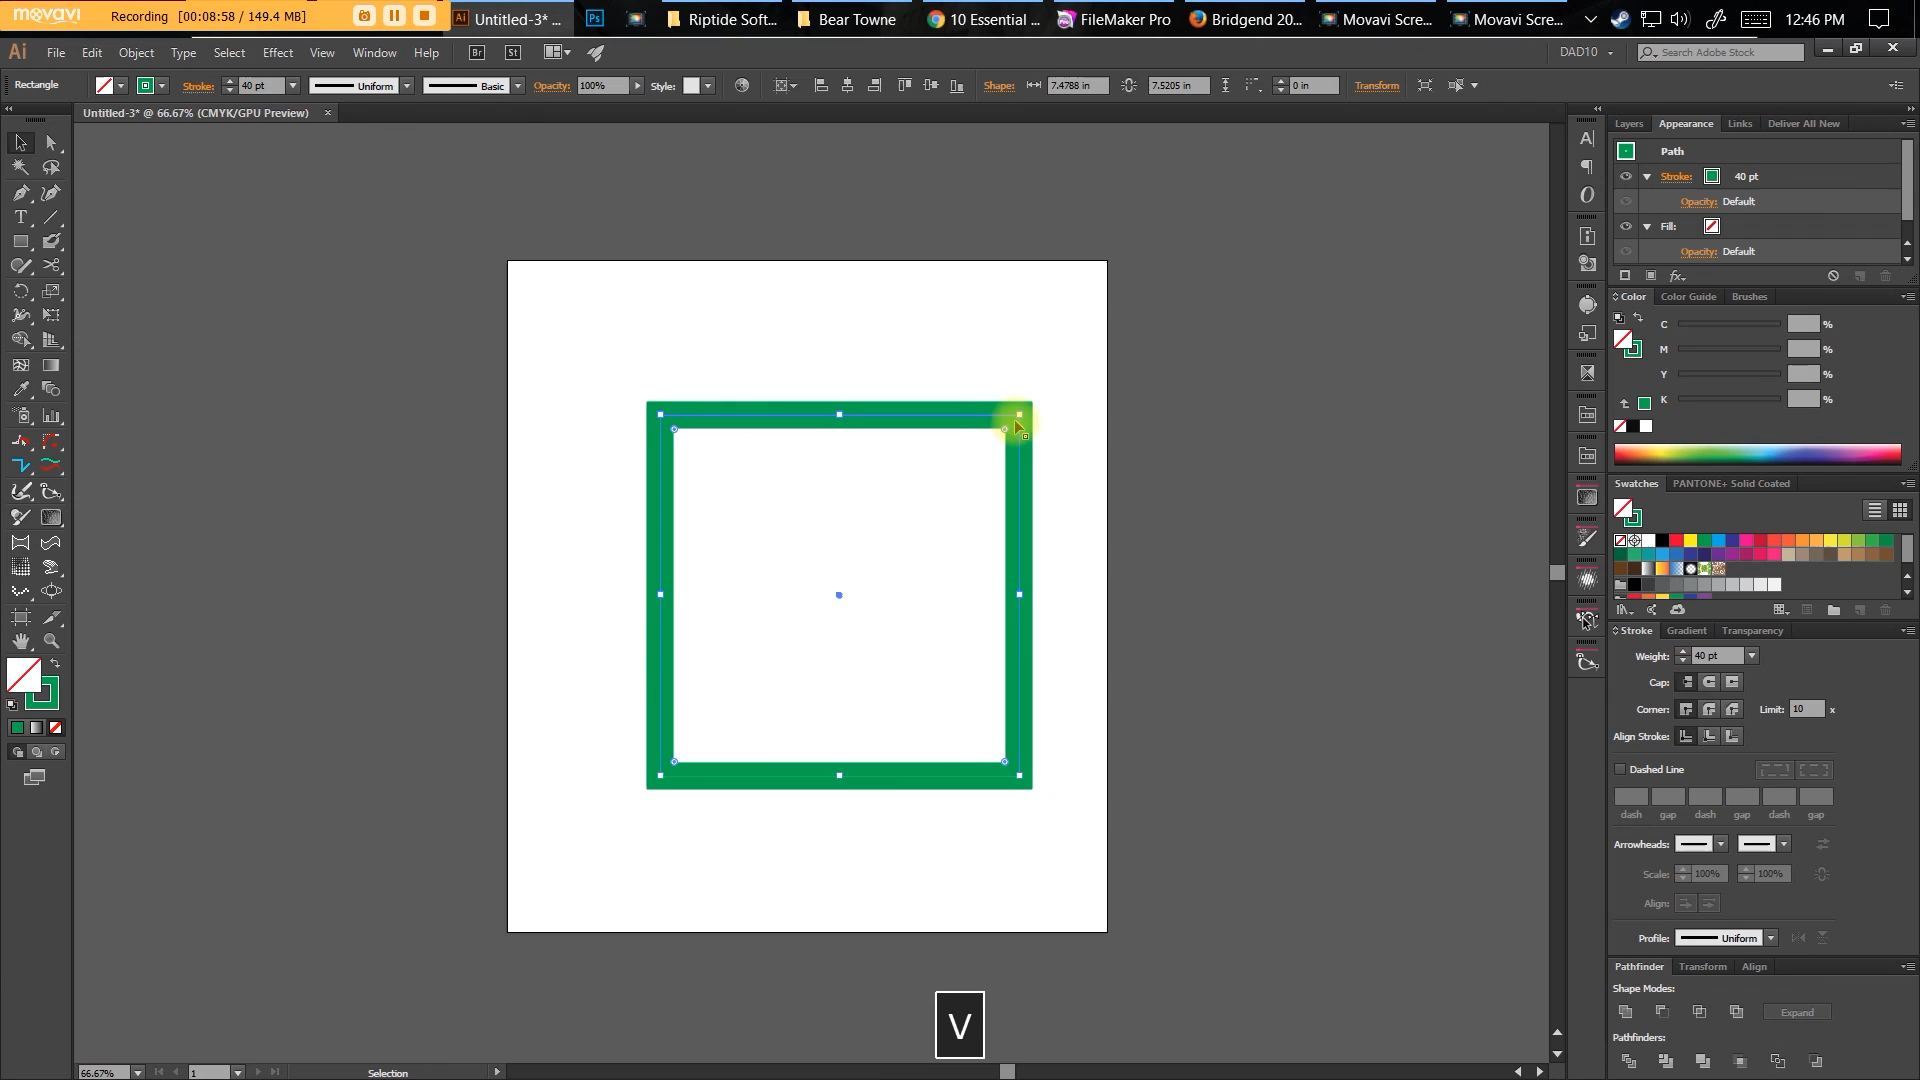 movavi Recording [00:08:58 / 149.4 MB] Ai Untitled-3* ... Ps Riptide Soft... Bear Towne 10 Essential ... FileMaker Pro Bridgend 20... Movavi Scre... Movavi Scre... 12:46 PM
Ai File Edit Object Type Select Effect View Window Help Br St DAD10 Search Adobe Stock
Rectangle Stroke: 40 pt Uniform Basic Opacity: 100% Style: Shape: 7.4788 in 7.5205 in 0 in Transform
Untitled-3* @ 66.67% (CMYK/GPU Preview) ×
Layers Appearance Links Deliver All New
Path
Stroke: 40 pt
Opacity: Default
Fill:
Opacity: Default
fx
Color Color Guide Brushes
C %
M %
Y %
K %
Swatches PANTONE+ Solid Coated
Stroke Gradient Transparency
Weight: 40 pt
Cap:
Corner: Limit: 10 x
Align Stroke:
Dashed Line
dash gap dash gap dash gap
Arrowheads:
Scale: 100% 100%
Align:
Profile: Uniform
Pathfinder Transform Align
Shape Modes:
Expand
Pathfinders:
V
66.67% 1 Selection